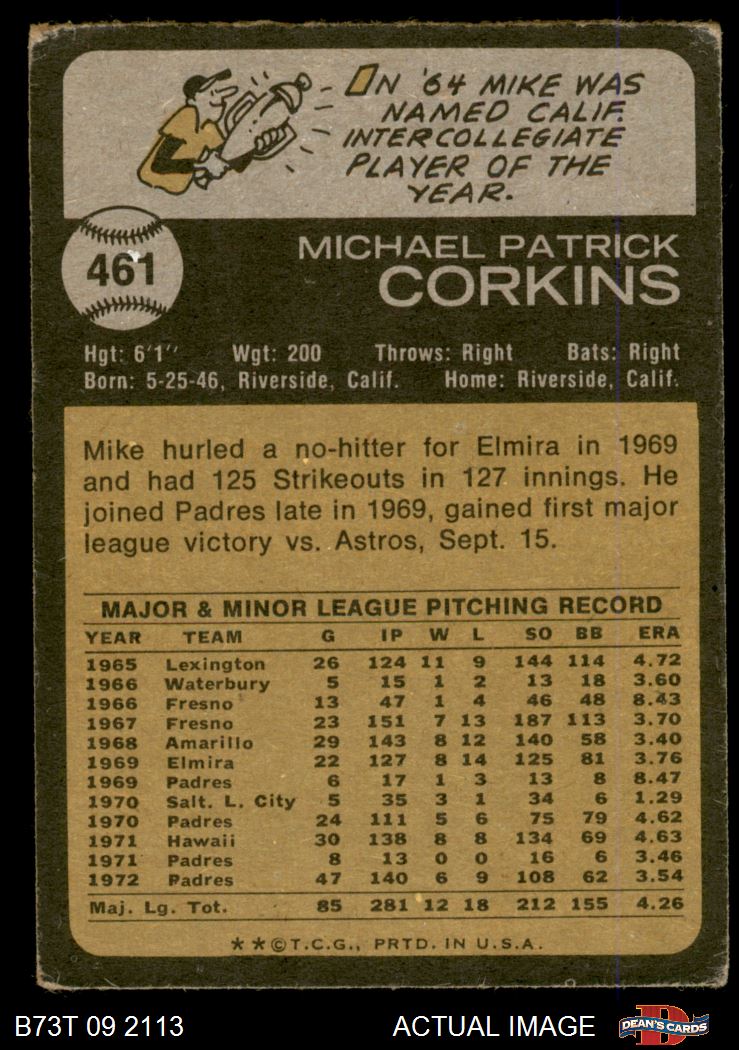 IN '64 MIKE WAS
NAMED CALIF.
INTERCOLLEGIATE
PLAYER OF THE
YEAR.
461
MICHAEL PATRICK
CORKINS
Hgt: 6'1" Wgt: 200 Throws: Right Bats: Right
Born: 5-25-46, Riverside, Calif. Home: Riverside, Calif.
Mike hurled a no-hitter for Elmira in 1969
and had 125 Strikeouts in 127 innings. He
joined Padres late in 1969, gained first major
league victory vs. Astros, Sept. 15.
MAJOR & MINOR LEAGUE PITCHING RECORD
YEAR TEAM G IP W L SO BB ERA
1965 Lexington 26 124 11 9 144 114 4.72
1966 Waterbury 5 15 1 2 13 18 3.60
1966 Fresno 13 47 1 4 46 48 8.43
1967 Fresno 23 151 7 13 187 113 3.70
1968 Amarillo 29 143 8 12 140 58 3.40
1969 Elmira 22 127 8 14 125 81 3.76
1969 Padres 6 17 1 3 13 8 8.47
1970 Salt. L. City 5 35 3 1 34 6 1.29
1970 Padres 24 111 5 6 75 79 4.62
1971 Hawaii 30 138 8 8 134 69 4.63
1971 Padres 8 13 0 0 16 6 3.46
1972 Padres 47 140 6 9 108 62 3.54
Maj. Lg. Tot. 85 281 12 18 212 155 4.26
**©T.C.G., PRTD. IN U.S.A.
B73T 09 2113 ACTUAL IMAGE D DEAN'S CARDS